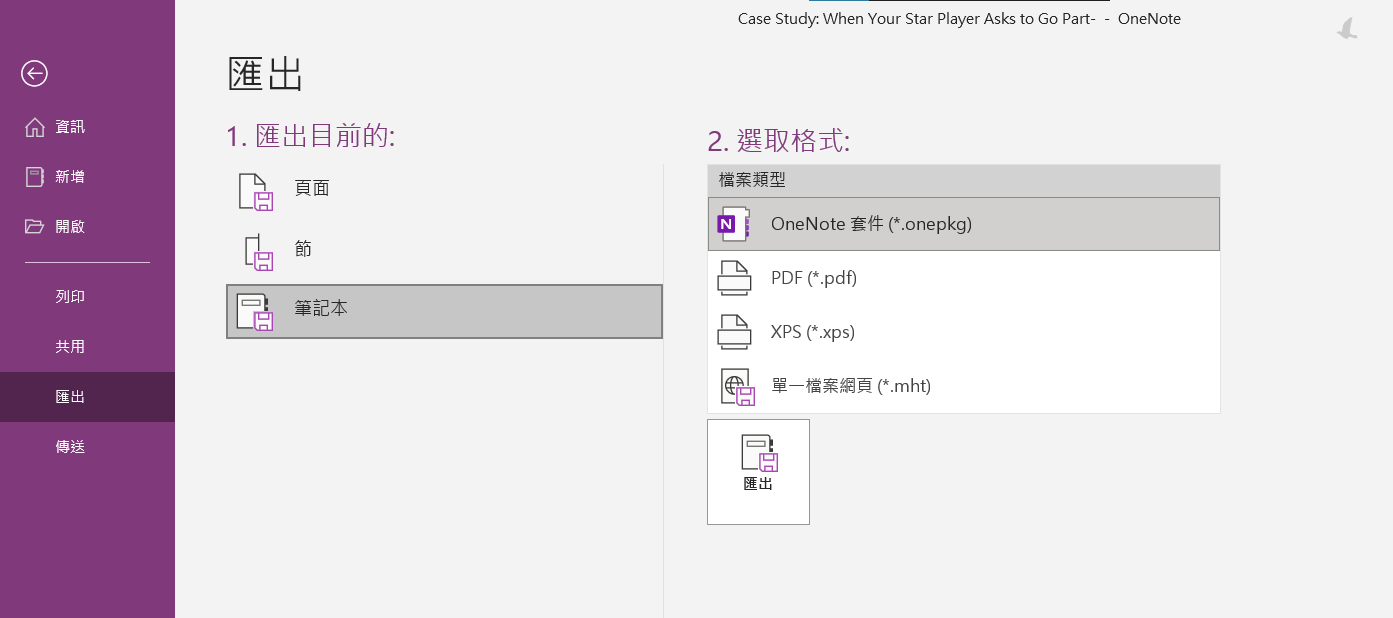 Case Study: When Your Star Player Asks to Go Part- - OneNote
資訊
新增
開啟
列印
共用
匯出
傳送
匯出
1. 匯出目前的:
頁面
節
筆記本
2. 選取格式:
檔案類型
N
OneNote 套件 (*.onepkg)
PDF (*.pdf)
XPS (*.xps)
單一檔案網頁 (*.mht)
匯出